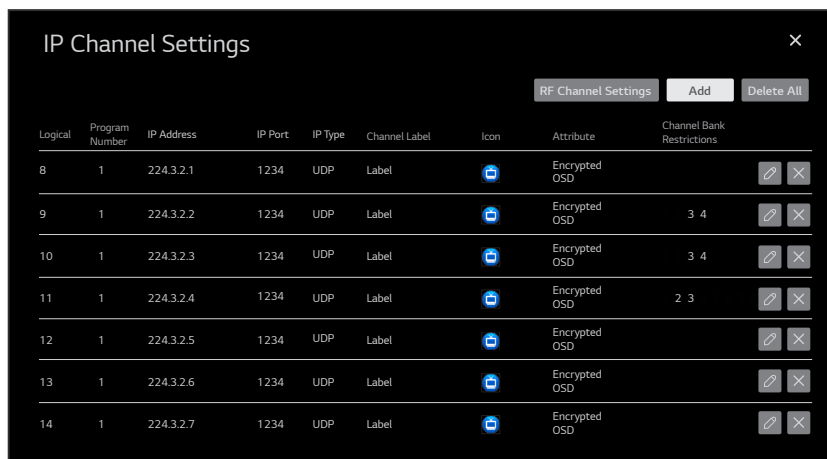 IP Channel Settings
RF Channel Settings Add Delete All
Logical Program Number IP Address IP Port IP Type Channel Label Icon Attribute Channel Bank Restrictions
8 1 224.3.2.1 1234 UDP Label Encrypted OSD
9 1 224.3.2.2 1234 UDP Label Encrypted OSD 3 4
10 1 224.3.2.3 1234 UDP Label Encrypted OSD 3 4
11 1 224.3.2.4 1234 UDP Label Encrypted OSD 2 3
12 1 224.3.2.5 1234 UDP Label Encrypted OSD
13 1 224.3.2.6 1234 UDP Label Encrypted OSD
14 1 224.3.2.7 1234 UDP Label Encrypted OSD